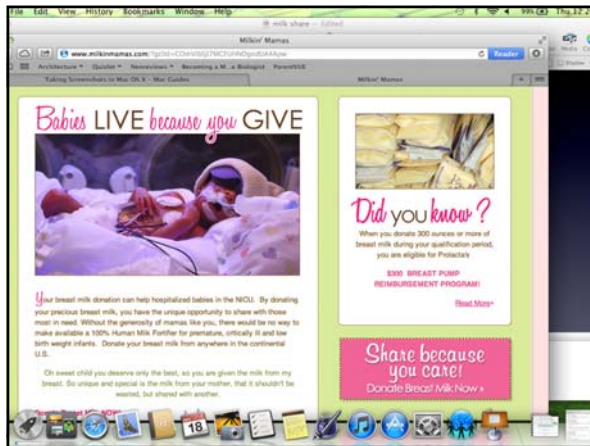 File Edit View History Bookmarks Window Help
99%
Thu 12:2
milk share — Edited
Milkin' Mamas
www.milkinmamas.com/
Reader
Architecture Quizlet Becoming a M...a Biologist ParentVUE
Taking Screenshots in Mac OS X – Mac Guides
Milkin' Mamas
Babies LIVE because you GIVE
Your breast milk donation can help hospitalized babies in the NICU. By donating
your precious breast milk, you have the unique opportunity to share with those
most in need. Without the generosity of mamas like you, there would be no way to
make available a 100% Human Milk Fortifier for premature, critically ill and low
birth weight infants. Donate your breast milk from anywhere in the continental
U.S.
Oh sweet child you deserve only the best, so you are given the milk from my
breast. So unique and special is the milk from your mother, that it shouldn't be
wasted, but shared with another.
Did you know?
When you donate 300 ounces or more of
breast milk during your qualification period,
you are eligible for Prolacta's
$300 BREAST PUMP
REIMBURSEMENT PROGRAM!
Read More»
Share because
you care!
Donate Breast Milk Now »
18